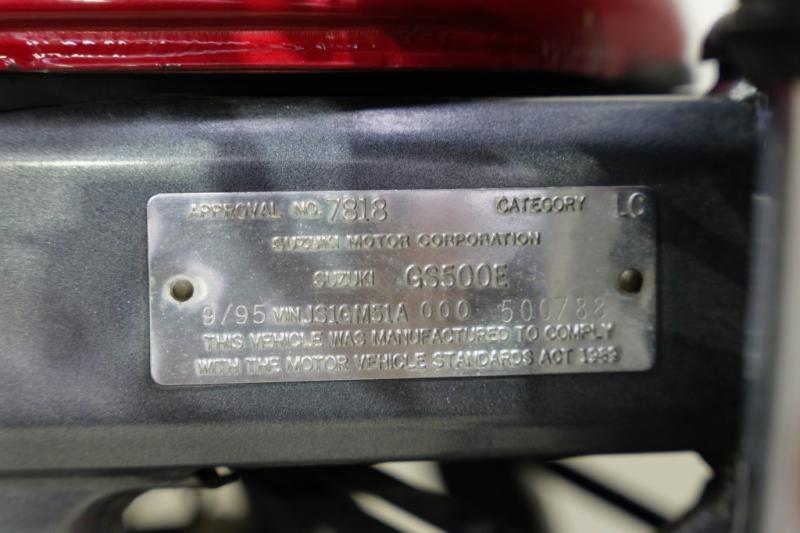 APPROVAL NO. 7818 CATEGORY LC
SUZUKI MOTOR CORPORATION
SUZUKI GS500E
9/95 VIN JS1GM51A 000 500788
THIS VEHICLE WAS MANUFACTURED TO COMPLY
WITH THE MOTOR VEHICLE STANDARDS ACT 1989